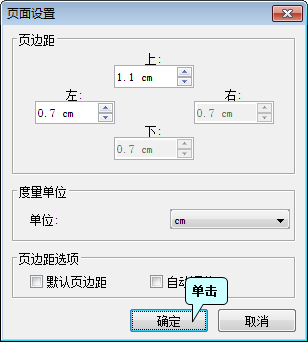 页面设置
页边距
上:
1.1 cm
左:
右:
0.7 cm
0.7 cm
下:
0.7 cm
度量单位
单位:
cm
页边距选项
默认页边距
自动
单击
确定
取消